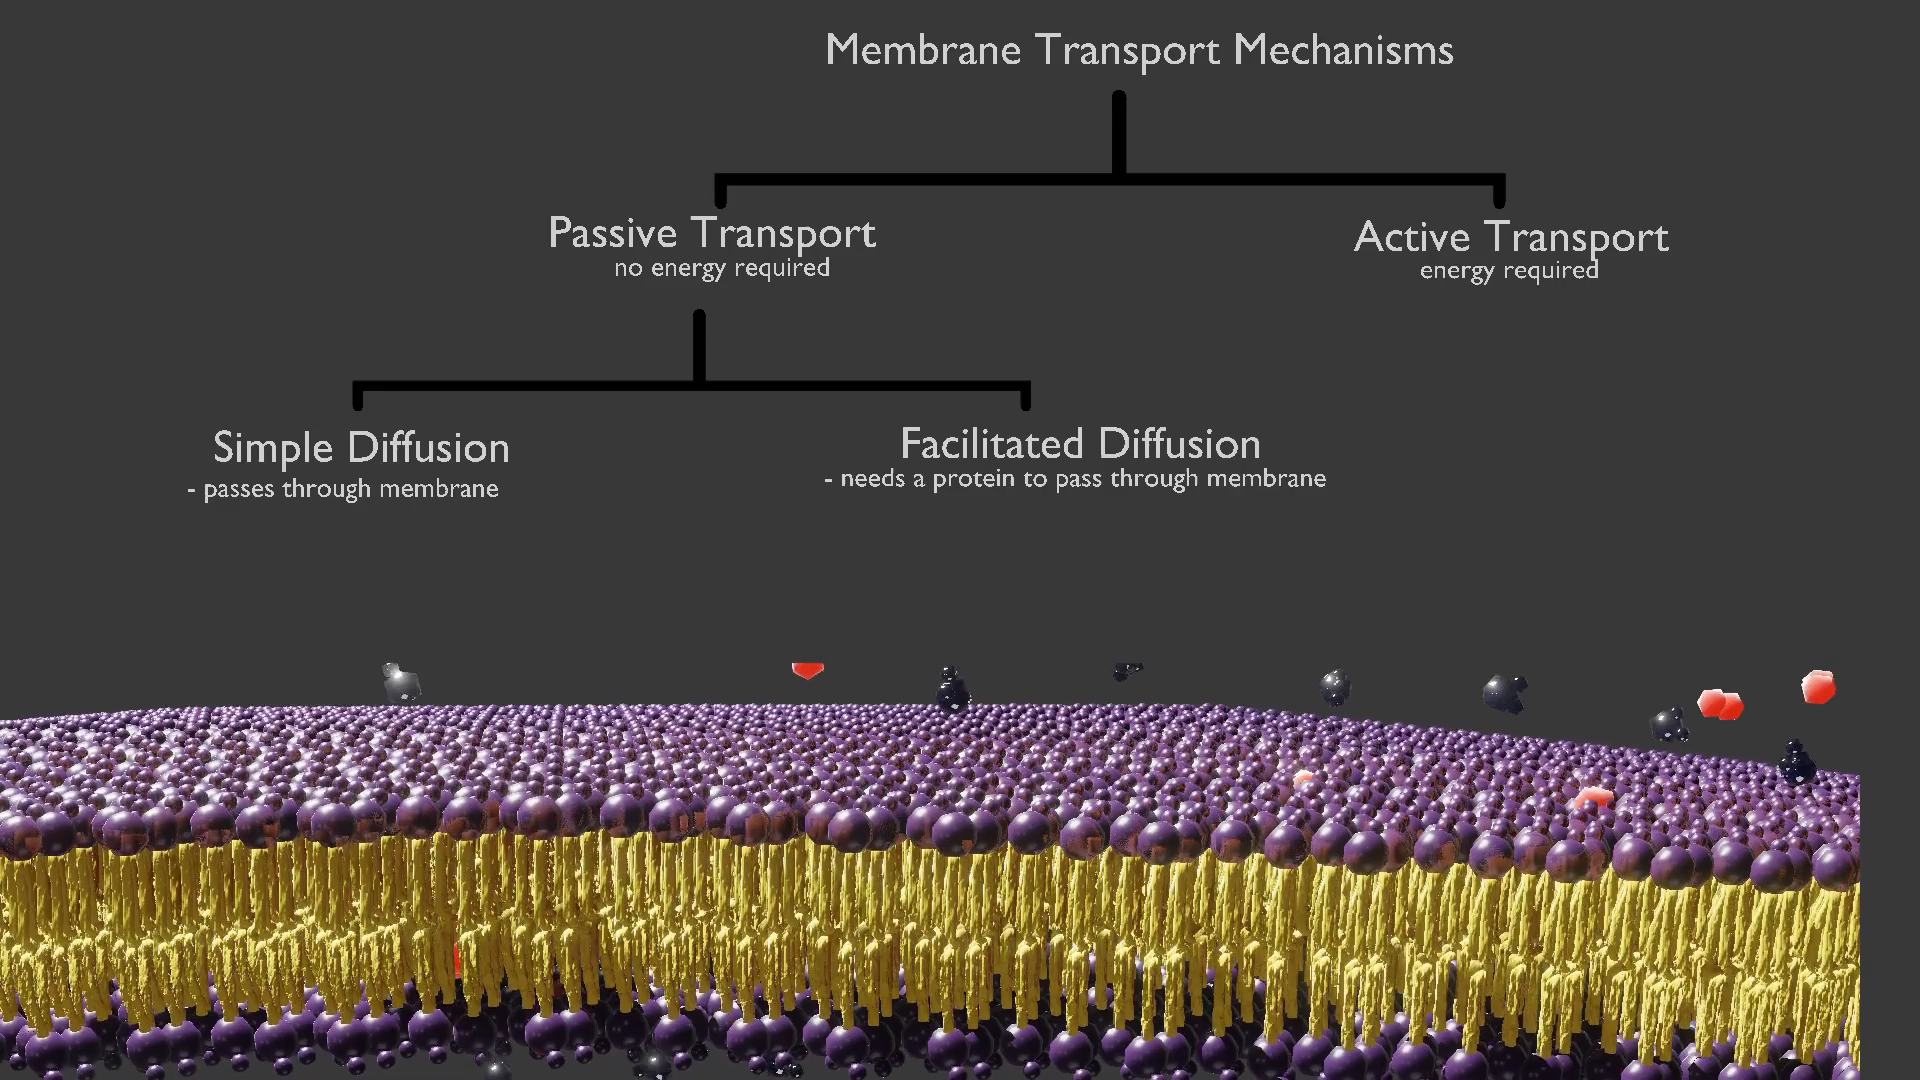 Membrane Transport Mechanisms
Passive Transport
no energy required
Active Transport
energy required
Simple Diffusion
- passes through membrane
Facilitated Diffusion
- needs a protein to pass through membrane